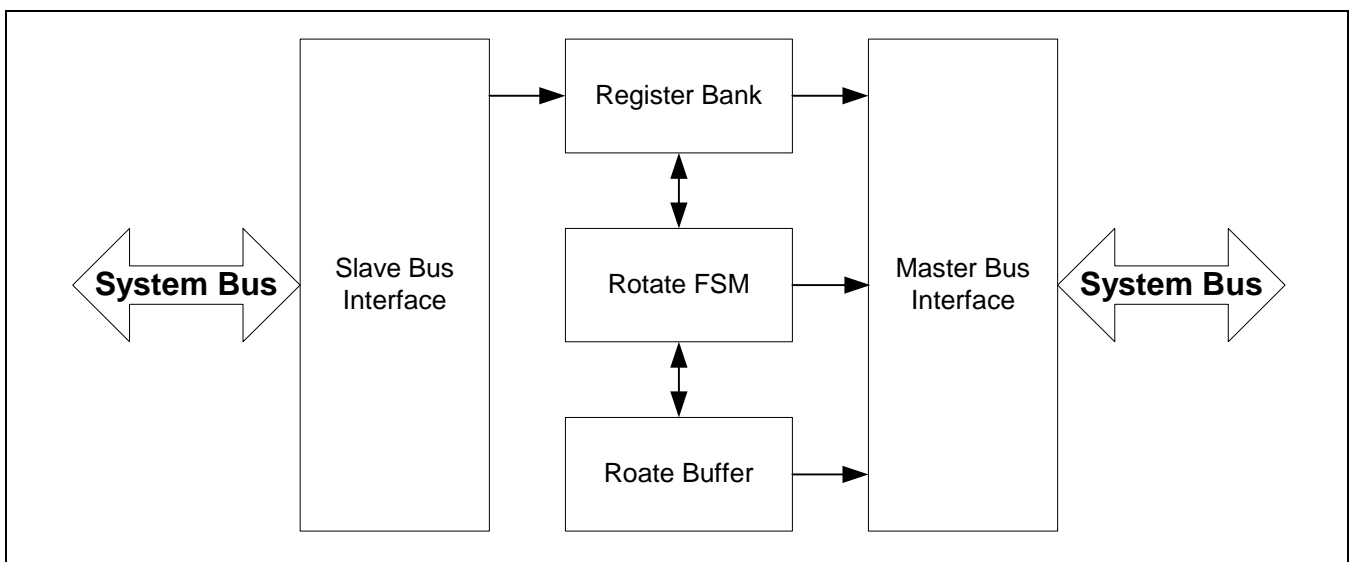 Register Bank
System Bus
Slave Bus
Interface
Rotate FSM
Master Bus
Interface
System Bus
Roate Buffer